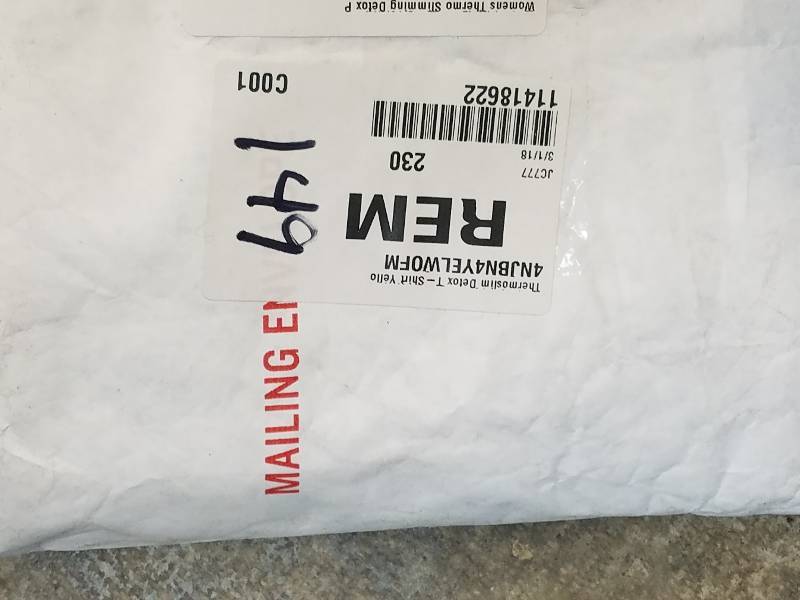 Womens Thermo Slimming Detox P
Thermoslim Detox T-Shirt Yello
4NJBN4YELWOFM
REM
JC777
3/1/18
230
11418622
C001
149
MAILING EN